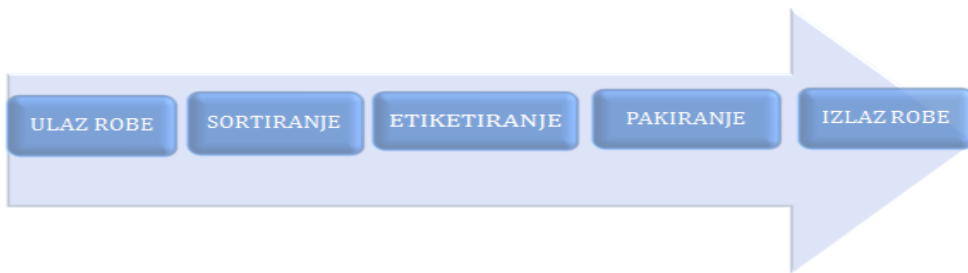 ULAZ ROBE
SORTIRANJE
ETIKETIRANJE
PAKIRANJE
IZLAZ ROBE